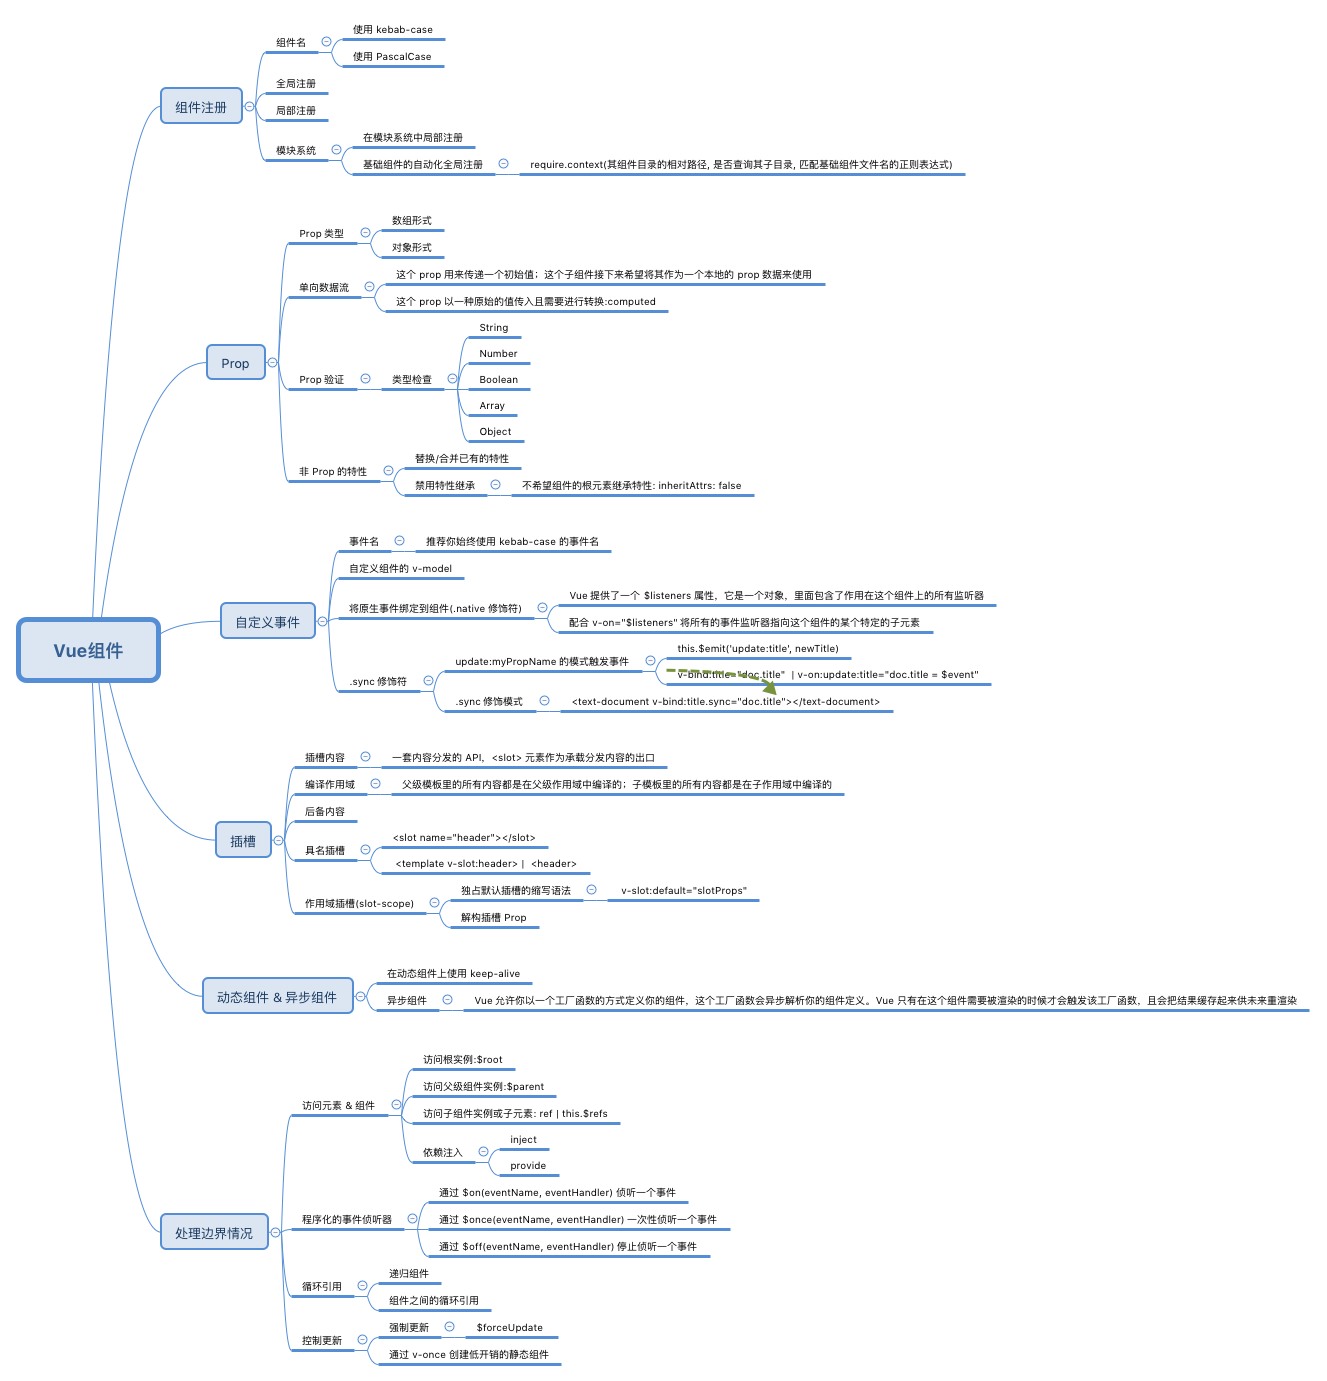 Vue组件
组件注册
组件名
使用 kebab-case
使用 PascalCase
全局注册
局部注册
模块系统
在模块系统中局部注册
基础组件的自动化全局注册
require.context(其组件目录的相对路径, 是否查询其子目录, 匹配基础组件文件名的正则表达式)
Prop
Prop 类型
数组形式
对象形式
单向数据流
这个 prop 用来传递一个初始值；这个子组件接下来希望将其作为一个本地的 prop 数据来使用
这个 prop 以一种原始的值传入且需要进行转换:computed
Prop 验证
类型检查
String
Number
Boolean
Array
Object
非 Prop 的特性
替换/合并已有的特性
禁用特性继承
不希望组件的根元素继承特性: inheritAttrs: false
自定义事件
事件名
推荐你始终使用 kebab-case 的事件名
自定义组件的 v-model
将原生事件绑定到组件(.native 修饰符)
Vue 提供了一个 $listeners 属性，它是一个对象，里面包含了作用在这个组件上的所有监听器
配合 v-on="$listeners" 将所有的事件监听器指向这个组件的某个特定的子元素
.sync 修饰符
update:myPropName 的模式触发事件
this.$emit('update:title', newTitle)
v-bind:title="doc.title" | v-on:update:title="doc.title = $event"
.sync 修饰模式
<text-document v-bind:title.sync="doc.title"></text-document>
插槽
插槽内容
一套内容分发的 API，<slot> 元素作为承载分发内容的出口
编译作用域
父级模板里的所有内容都是在父级作用域中编译的；子模板里的所有内容都是在子作用域中编译的
后备内容
具名插槽
<slot name="header"></slot>
<template v-slot:header> | <header>
作用域插槽(slot-scope)
独占默认插槽的缩写语法
v-slot:default="slotProps"
解构插槽 Prop
动态组件 & 异步组件
在动态组件上使用 keep-alive
异步组件
Vue 允许你以一个工厂函数的方式定义你的组件，这个工厂函数会异步解析你的组件定义。Vue 只有在这个组件需要被渲染的时候才会触发该工厂函数，且会把结果缓存起来供未来重渲染
处理边界情况
访问元素 & 组件
访问根实例:$root
访问父级组件实例:$parent
访问子组件实例或子元素: ref | this.$refs
依赖注入
inject
provide
程序化的事件侦听器
通过 $on(eventName, eventHandler) 侦听一个事件
通过 $once(eventName, eventHandler) 一次性侦听一个事件
通过 $off(eventName, eventHandler) 停止侦听一个事件
循环引用
递归组件
组件之间的循环引用
控制更新
强制更新
$forceUpdate
通过 v-once 创建低开销的静态组件